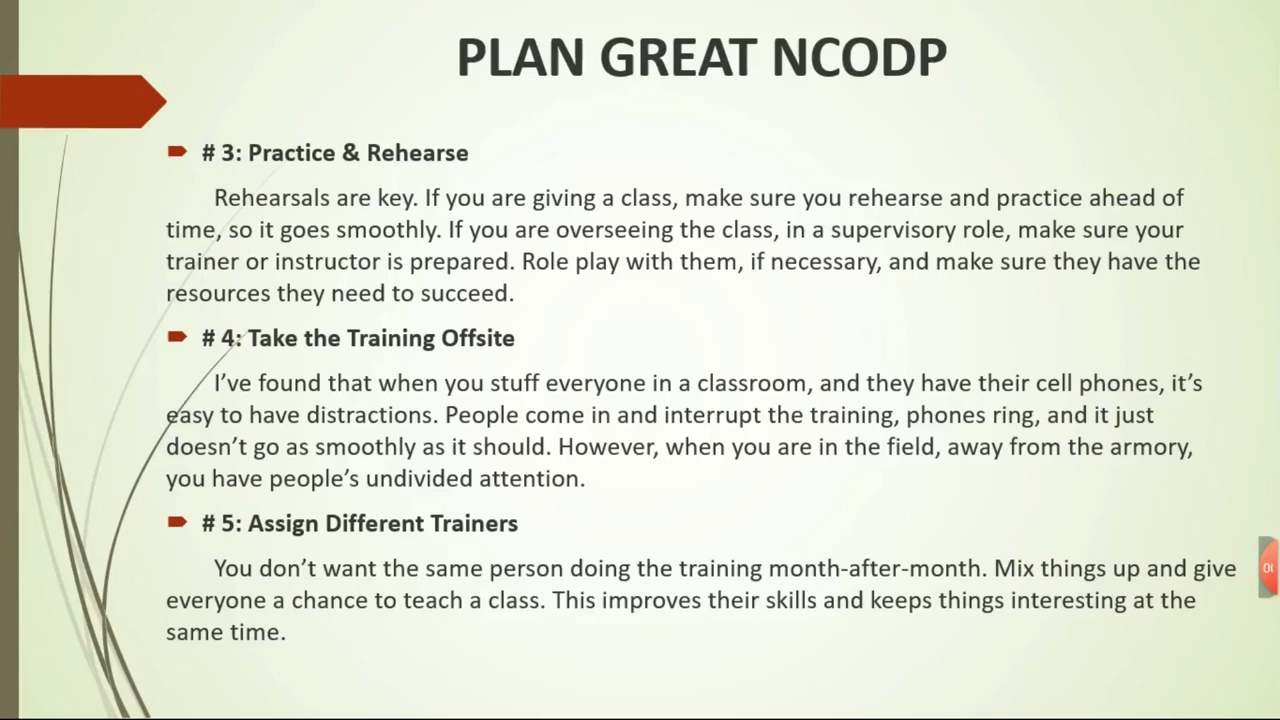 PLAN GREAT NCODP
# 3: Practice & Rehearse
Rehearsals are key. If you are giving a class, make sure you rehearse and practice ahead of
time, so it goes smoothly. If you are overseeing the class, in a supervisory role, make sure your
trainer or instructor is prepared. Role play with them, if necessary, and make sure they have the
resources they need to succeed.
# 4: Take the Training Offsite
I’ve found that when you stuff everyone in a classroom, and they have their cell phones, it’s
easy to have distractions. People come in and interrupt the training, phones ring, and it just
doesn’t go as smoothly as it should. However, when you are in the field, away from the armory,
you have people’s undivided attention.
# 5: Assign Different Trainers
You don’t want the same person doing the training month-after-month. Mix things up and give
everyone a chance to teach a class. This improves their skills and keeps things interesting at the
same time.